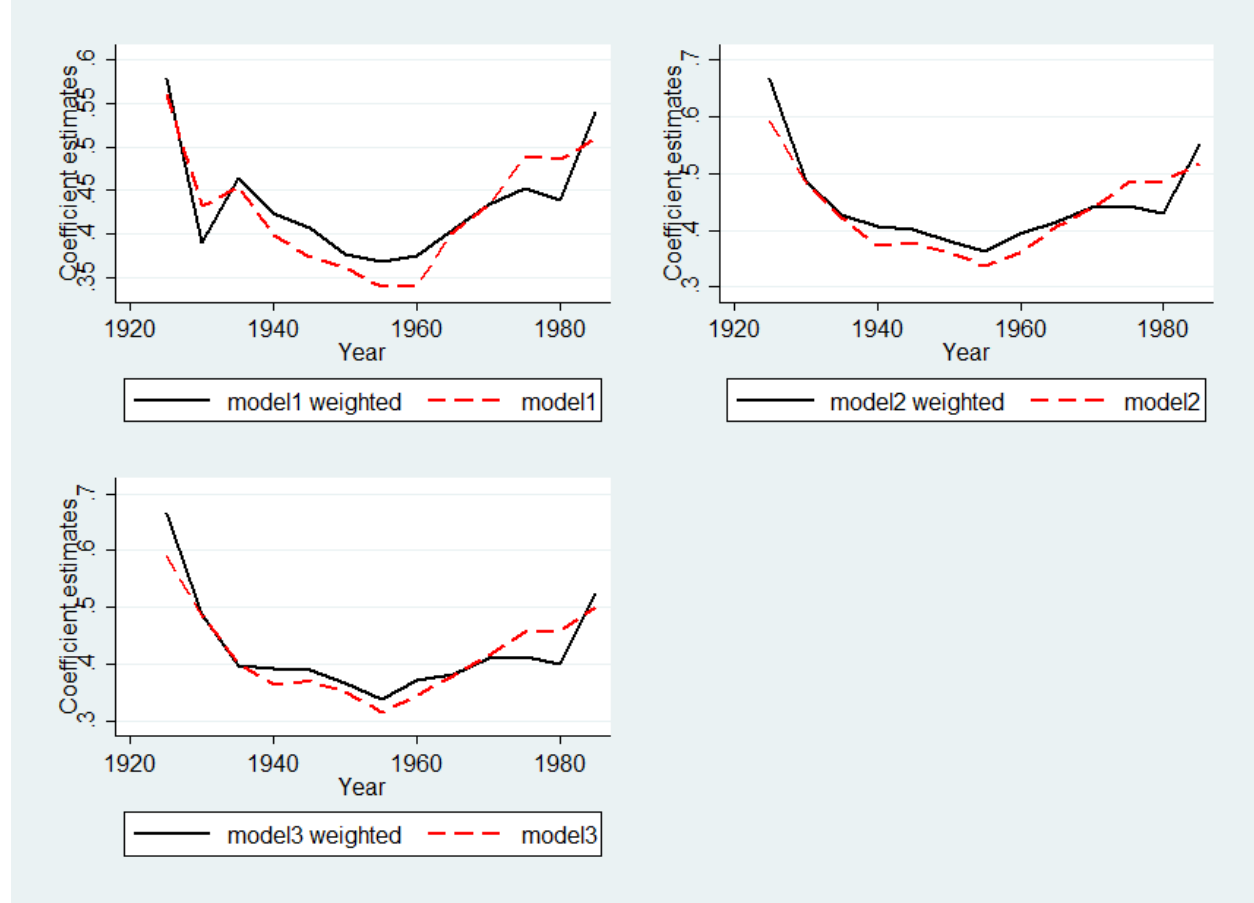 Coefficient estimates
.35 .4 .45 .5 .55 .6
1920 1940 1960 1980
Year
model1 weighted model1
Coefficient estimates
.3 .4 .5 .6 .7
1920 1940 1960 1980
Year
model2 weighted model2
Coefficient estimates
.3 .4 .5 .6 .7
1920 1940 1960 1980
Year
model3 weighted model3